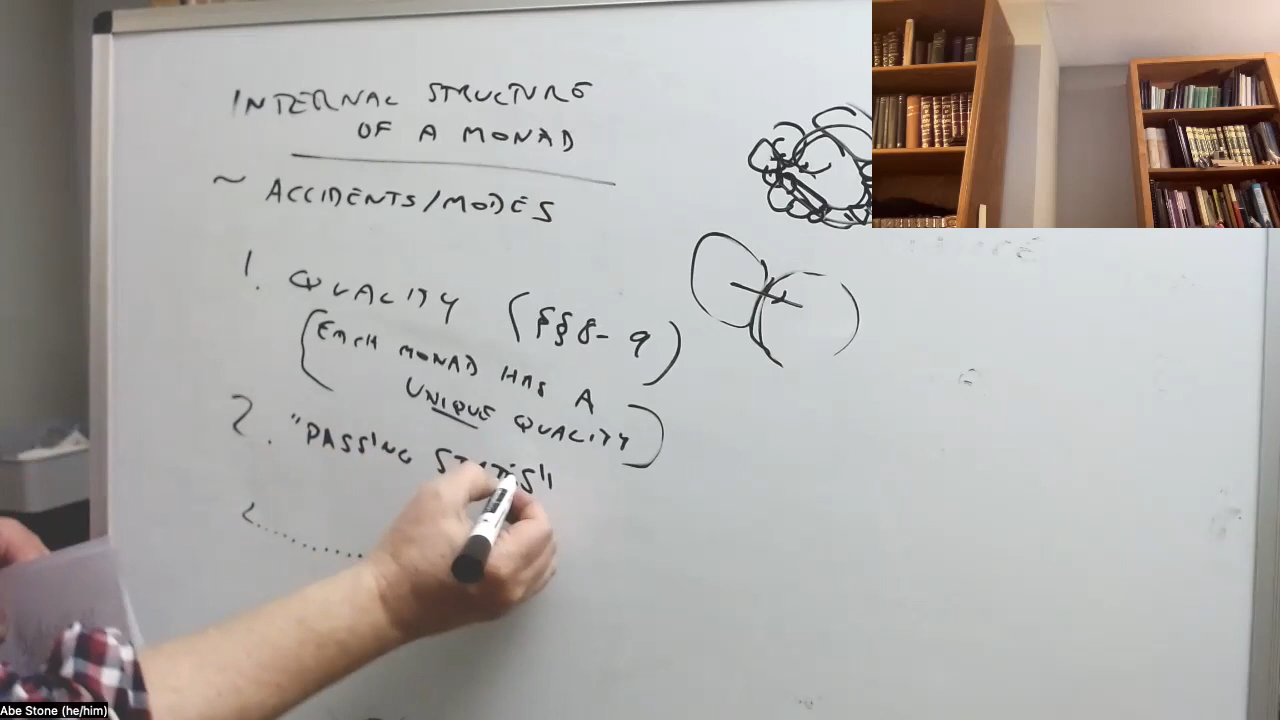 INTERNAL STRUCTURE
OF A MONAD
~ ACCIDENTS/MODES
1. QUALITY (§§8-9)
(EACH MONAD HAS A
UNIQUE QUALITY)
2. "PASSING STATES"
Abe Stone (he/him)